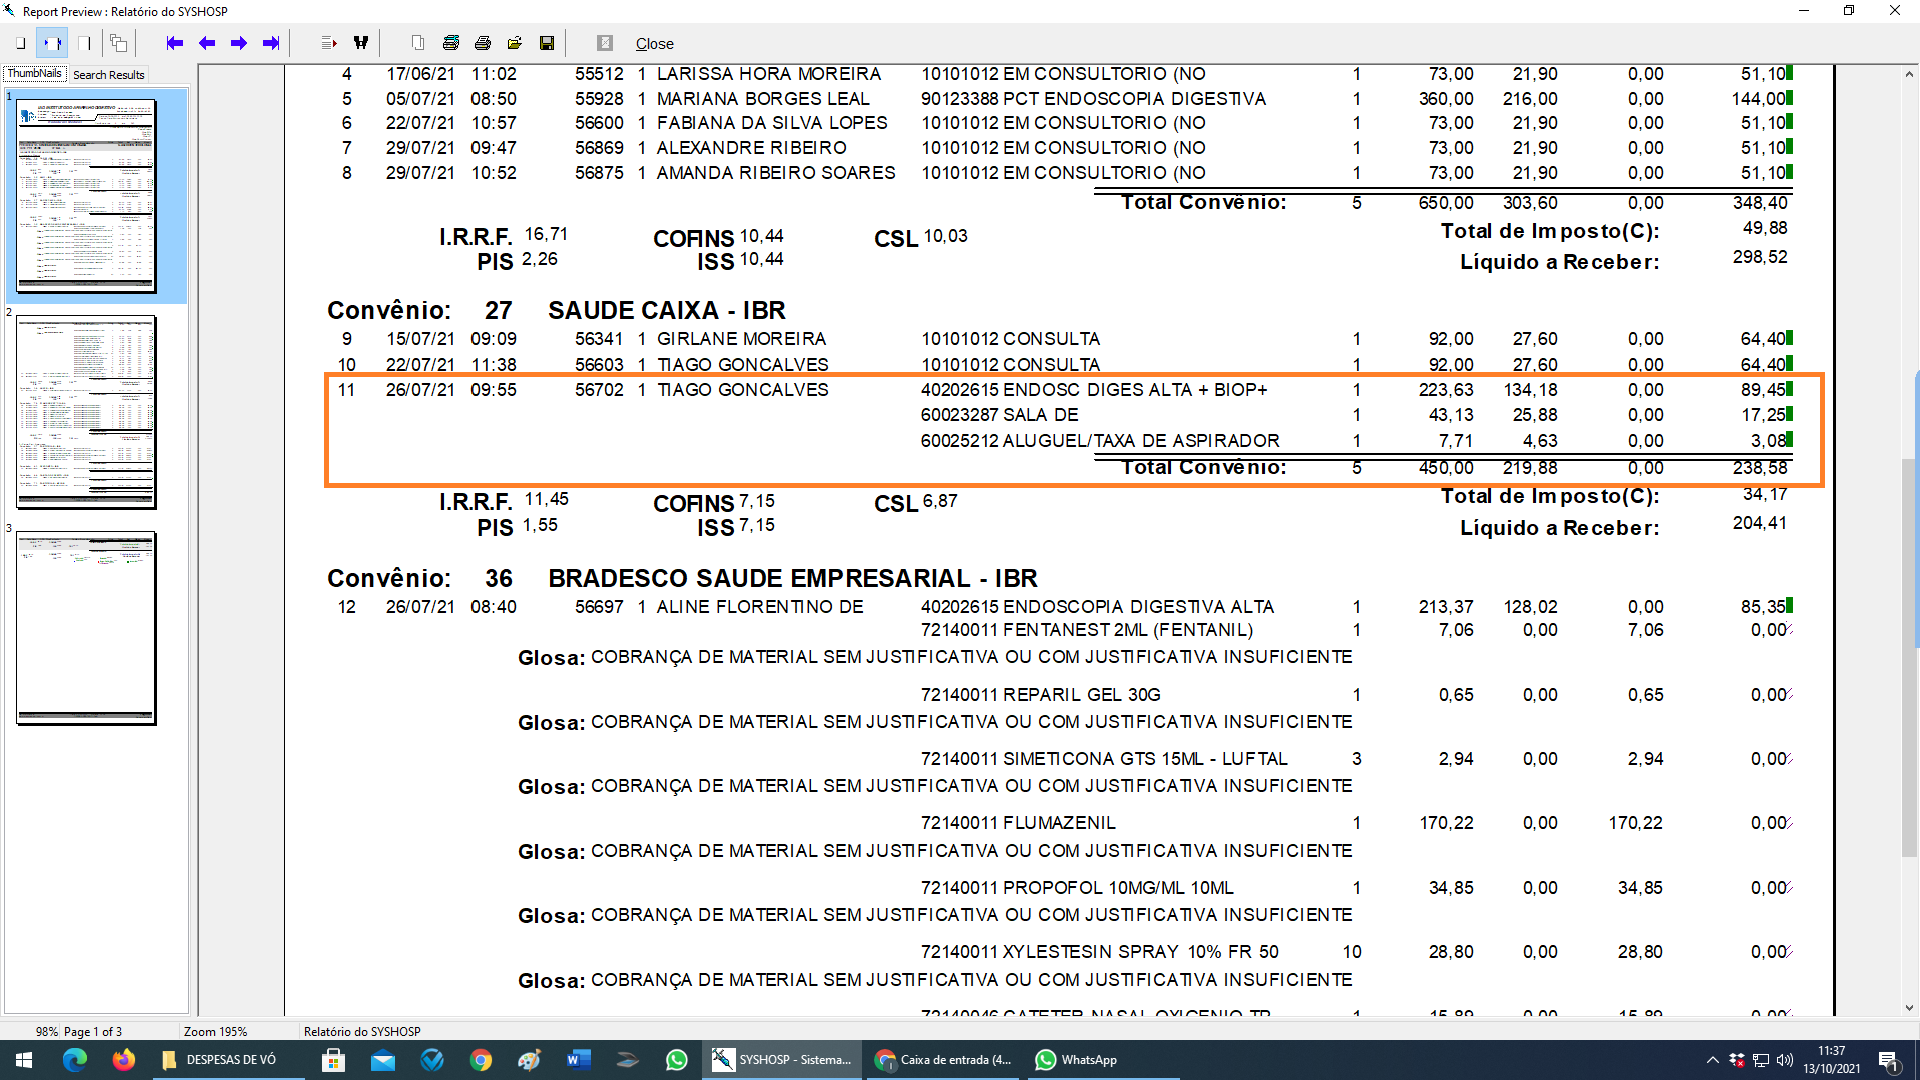 Report Preview : Relatório do SYSHOSP
Close
ThumbNails Search Results
4 17/06/21 11:02 55512 1 LARISSA HORA MOREIRA 10101012 EM CONSULTORIO (NO 1 73,00 21,90 0,00 51,10
5 05/07/21 08:50 55928 1 MARIANA BORGES LEAL 90123388 PCT ENDOSCOPIA DIGESTIVA 1 360,00 216,00 0,00 144,00
6 22/07/21 10:57 56600 1 FABIANA DA SILVA LOPES 10101012 EM CONSULTORIO (NO 1 73,00 21,90 0,00 51,10
7 29/07/21 09:47 56869 1 ALEXANDRE RIBEIRO 10101012 EM CONSULTORIO (NO 1 73,00 21,90 0,00 51,10
8 29/07/21 10:52 56875 1 AMANDA RIBEIRO SOARES 10101012 EM CONSULTORIO (NO 1 73,00 21,90 0,00 51,10
Total Convênio: 5 650,00 303,60 0,00 348,40
I.R.R.F. 16,71 COFINS 10,44 CSL 10,03 Total de Imposto(C): 49,88
PIS 2,26 ISS 10,44 Líquido a Receber: 298,52
Convênio: 27 SAUDE CAIXA - IBR
9 15/07/21 09:09 56341 1 GIRLANE MOREIRA 10101012 CONSULTA 1 92,00 27,60 0,00 64,40
10 22/07/21 11:38 56603 1 TIAGO GONCALVES 10101012 CONSULTA 1 92,00 27,60 0,00 64,40
11 26/07/21 09:55 56702 1 TIAGO GONCALVES 40202615 ENDOSC DIGES ALTA + BIOP+ 1 223,63 134,18 0,00 89,45
60023287 SALA DE 1 43,13 25,88 0,00 17,25
60025212 ALUGUEL/TAXA DE ASPIRADOR 1 7,71 4,63 0,00 3,08
Total Convênio: 5 450,00 219,88 0,00 238,58
I.R.R.F. 11,45 COFINS 7,15 CSL 6,87 Total de Imposto(C): 34,17
PIS 1,55 ISS 7,15 Líquido a Receber: 204,41
Convênio: 36 BRADESCO SAUDE EMPRESARIAL - IBR
12 26/07/21 08:40 56697 1 ALINE FLORENTINO DE 40202615 ENDOSCOPIA DIGESTIVA ALTA 1 213,37 128,02 0,00 85,35
72140011 FENTANEST 2ML (FENTANIL) 1 7,06 0,00 7,06 0,00
Glosa: COBRANÇA DE MATERIAL SEM JUSTIFICATIVA OU COM JUSTIFICATIVA INSUFICIENTE
72140011 REPARIL GEL 30G 1 0,65 0,00 0,65 0,00
Glosa: COBRANÇA DE MATERIAL SEM JUSTIFICATIVA OU COM JUSTIFICATIVA INSUFICIENTE
72140011 SIMETICONA GTS 15ML - LUFTAL 3 2,94 0,00 2,94 0,00
Glosa: COBRANÇA DE MATERIAL SEM JUSTIFICATIVA OU COM JUSTIFICATIVA INSUFICIENTE
72140011 FLUMAZENIL 1 170,22 0,00 170,22 0,00
Glosa: COBRANÇA DE MATERIAL SEM JUSTIFICATIVA OU COM JUSTIFICATIVA INSUFICIENTE
72140011 PROPOFOL 10MG/ML 10ML 1 34,85 0,00 34,85 0,00
Glosa: COBRANÇA DE MATERIAL SEM JUSTIFICATIVA OU COM JUSTIFICATIVA INSUFICIENTE
72140011 XYLESTESIN SPRAY 10% FR 50 10 28,80 0,00 28,80 0,00
Glosa: COBRANÇA DE MATERIAL SEM JUSTIFICATIVA OU COM JUSTIFICATIVA INSUFICIENTE
72140046 CATETER NASAL OXIGENIO TP 1 15,89 0,00 15,89 0,00
1
2
3
98% Page 1 of 3 Zoom 195% Relatório do SYSHOSP
DESPESAS DE VÓ SYSHOSP - Sistema... Caixa de entrada (4... WhatsApp 11:37
13/10/2021
1